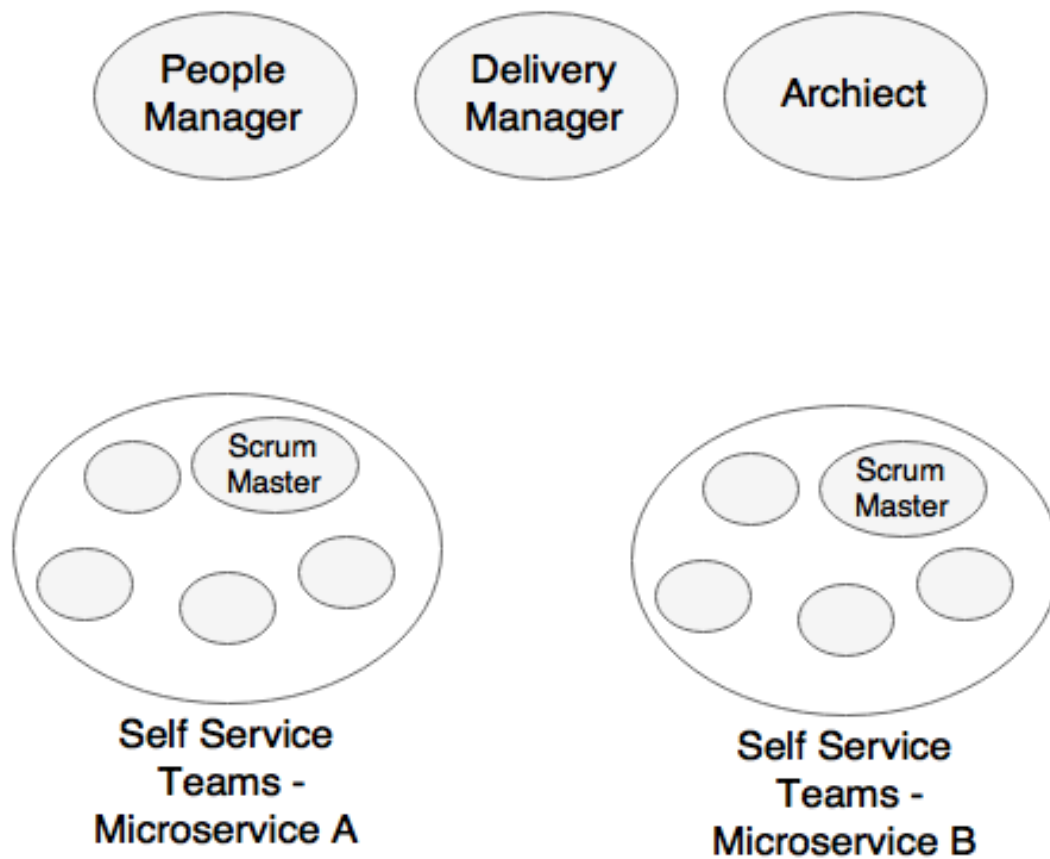 People
Manager
Delivery
Manager
Archiect
Scrum
Master
Scrum
Master
Self Service
Teams -
Microservice A
Self Service
Teams -
Microservice B